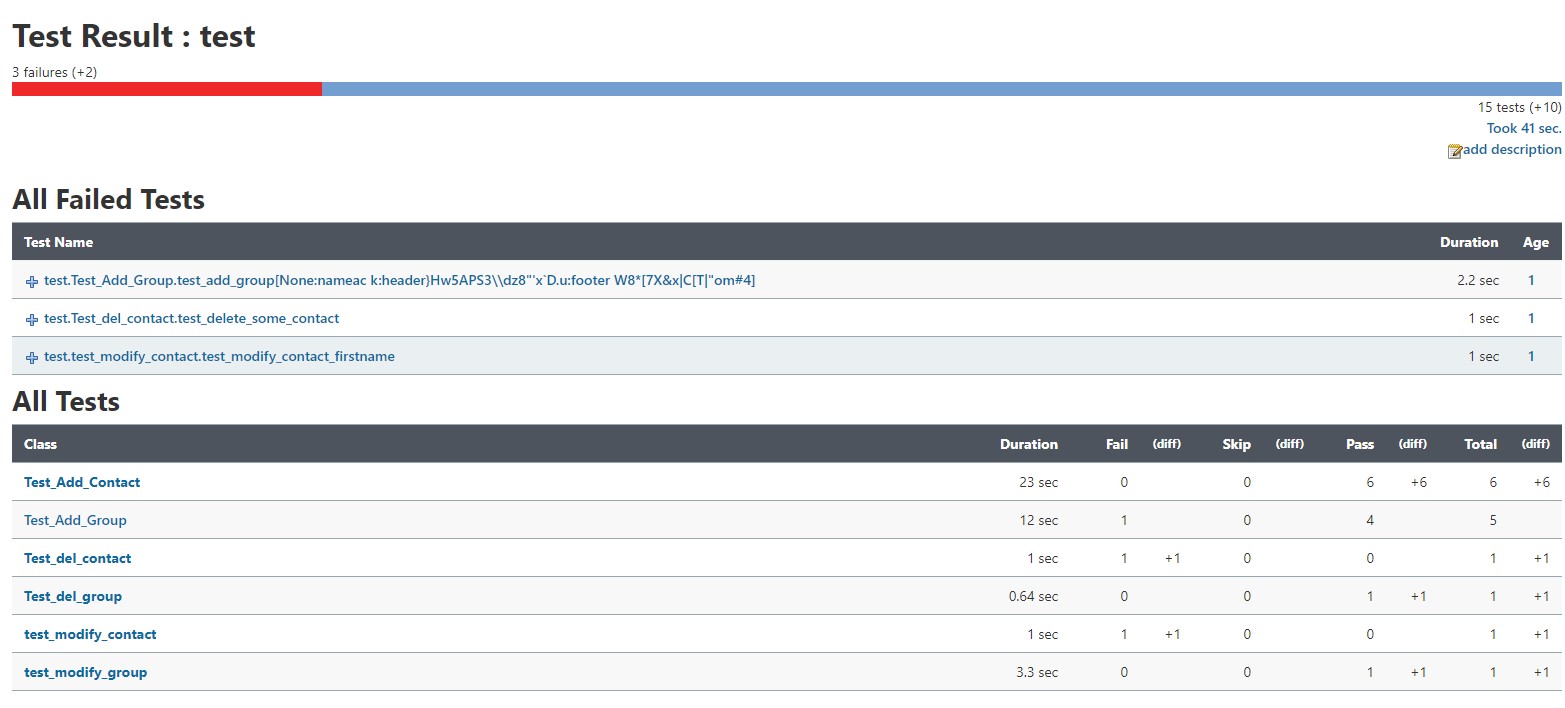 Test Result : test
3 failures (+2)
15 tests (+10)
Took 41 sec.
add description
All Failed Tests
Test Name Duration Age
test.Test_Add_Group.test_add_group[None:nameac k:header}Hw5APS3\\dz8"'x`D.u:footer W8*[7X&x|C[T|"om#4] 2.2 sec 1
test.Test_del_contact.test_delete_some_contact 1 sec 1
test.test_modify_contact.test_modify_contact_firstname 1 sec 1
All Tests
Class Duration Fail (diff) Skip (diff) Pass (diff) Total (diff)
Test_Add_Contact 23 sec 0 0 6 +6 6 +6
Test_Add_Group 12 sec 1 0 4 5
Test_del_contact 1 sec 1 +1 0 0 1 +1
Test_del_group 0.64 sec 0 0 1 +1 1 +1
test_modify_contact 1 sec 1 +1 0 0 1 +1
test_modify_group 3.3 sec 0 0 1 +1 1 +1